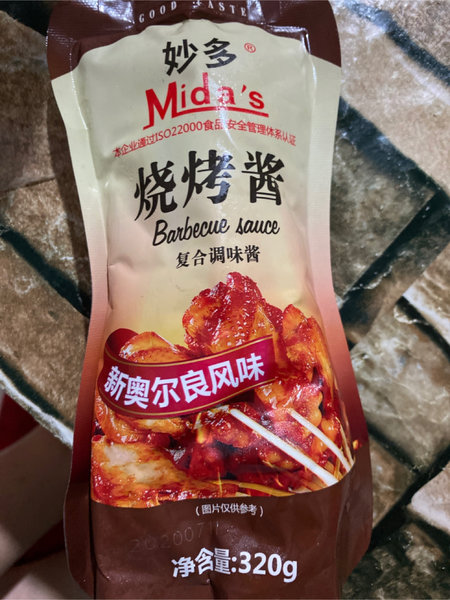 GOOD TASTE
妙多®
Mida's
本企业通过ISO22000食品安全管理体系认证
烧烤酱
Barbecue sauce
复合调味酱
新奥尔良风味
(图片仅供参考)
净含量:320g